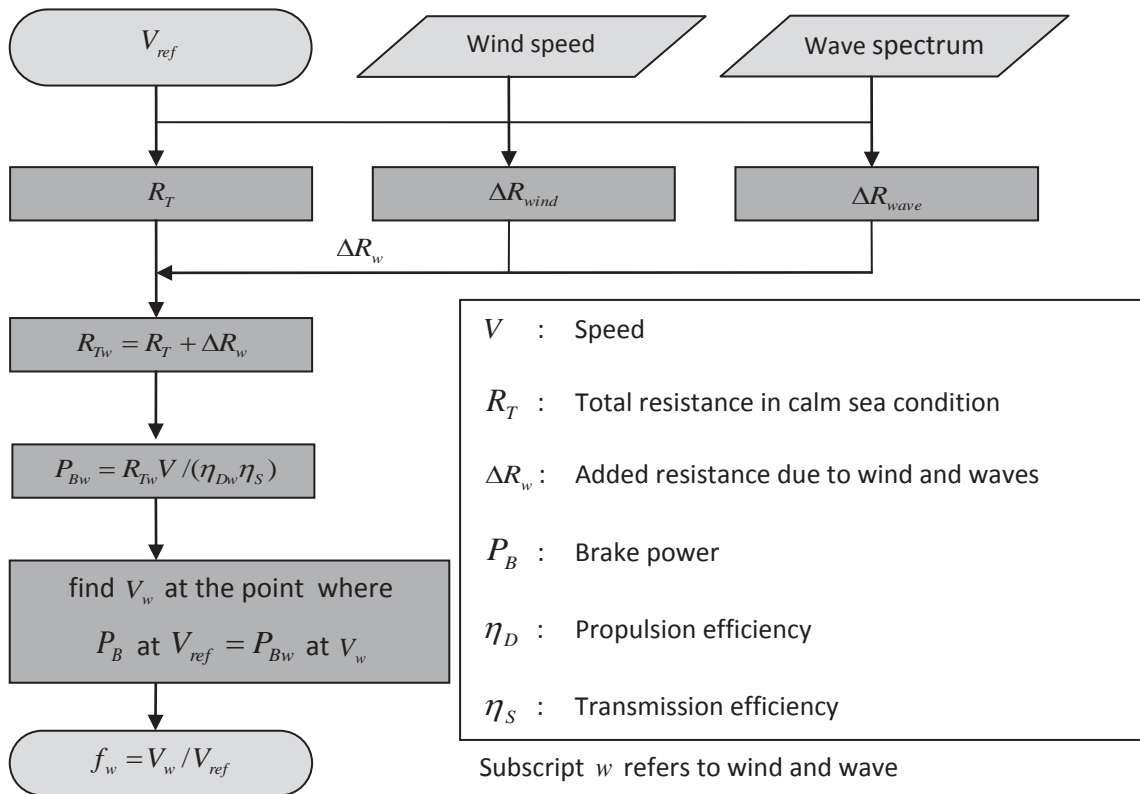 V_ref
Wind speed
Wave spectrum
R_T
ΔR_wind
ΔR_wave
ΔR_w
R_Tw = R_T + ΔR_w
P_Bw = R_Tw V /(η_Dw η_S)
find V_w at the point where
P_B at V_ref = P_Bw at V_w
f_w = V_w / V_ref
V : Speed
R_T : Total resistance in calm sea condition
ΔR_w : Added resistance due to wind and waves
P_B : Brake power
η_D : Propulsion efficiency
η_S : Transmission efficiency
Subscript w refers to wind and wave